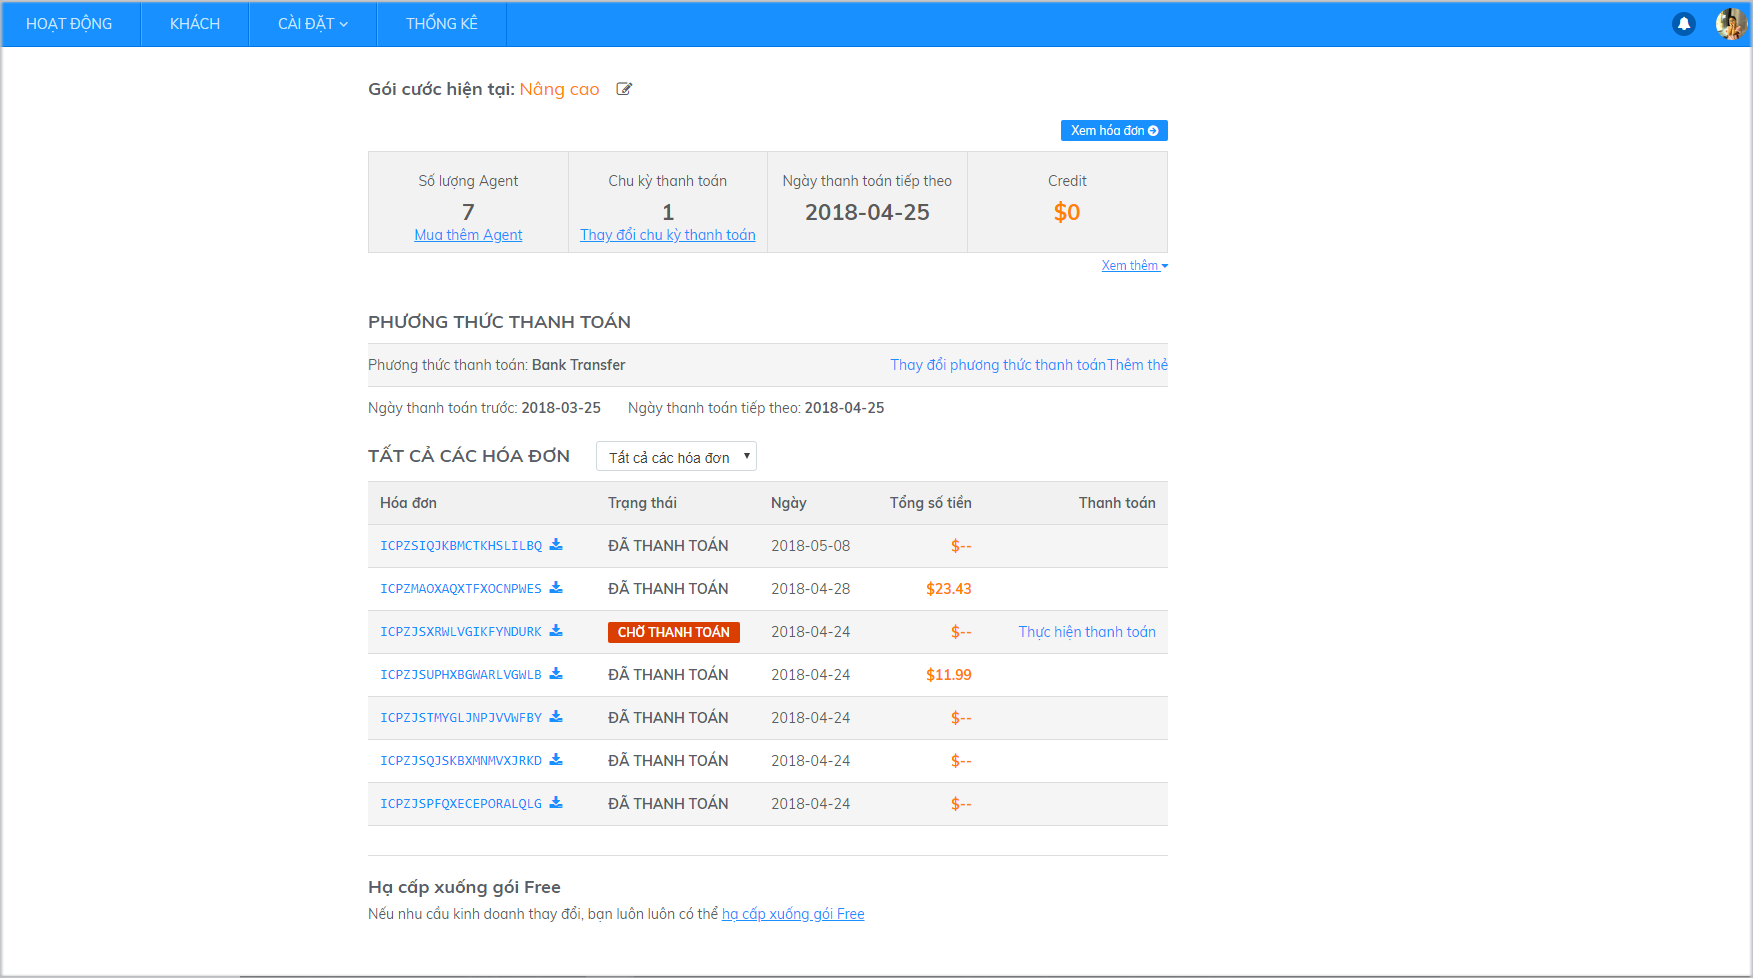 HOẠT ĐỘNG KHÁCH CÀI ĐẶT THỐNG KÊ
Gói cước hiện tại: Nâng cao
Xem hóa đơn
Số lượng Agent Chu kỳ thanh toán Ngày thanh toán tiếp theo Credit
7 1 2018-04-25 $0
Mua thêm Agent Thay đổi chu kỳ thanh toán
Xem thêm
PHƯƠNG THỨC THANH TOÁN
Phương thức thanh toán: Bank Transfer Thay đổi phương thức thanh toán Thêm thẻ
Ngày thanh toán trước: 2018-03-25 Ngày thanh toán tiếp theo: 2018-04-25
TẤT CẢ CÁC HÓA ĐƠN Tất cả các hóa đơn
Hóa đơn Trạng thái Ngày Tổng số tiền Thanh toán
ICPZSIQJKBMCTKHSLILBQ ĐÃ THANH TOÁN 2018-05-08 $--
ICPZMAOXAQXTFXOCNPWES ĐÃ THANH TOÁN 2018-04-28 $23.43
ICPZJSXRWLVGIKFYNDURK CHỜ THANH TOÁN 2018-04-24 $-- Thực hiện thanh toán
ICPZJSUPHXBGWARLVGWLB ĐÃ THANH TOÁN 2018-04-24 $11.99
ICPZJSTMYGLJNPJVVWFBY ĐÃ THANH TOÁN 2018-04-24 $--
ICPZJSQJSKBXMNMVXJRKD ĐÃ THANH TOÁN 2018-04-24 $--
ICPZJSPFQXECEPORALQLG ĐÃ THANH TOÁN 2018-04-24 $--
Hạ cấp xuống gói Free
Nếu nhu cầu kinh doanh thay đổi, bạn luôn luôn có thể hạ cấp xuống gói Free